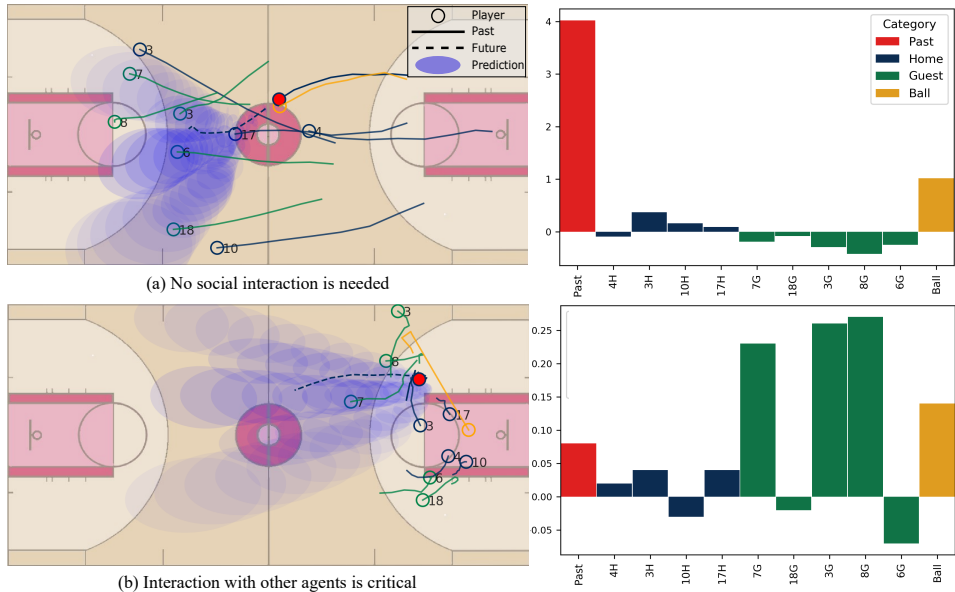 Player
Past
Future
Prediction
3
7
8
3
17
4
6
18
10
(a) No social interaction is needed
4
3
2
1
0
Category
Past
Home
Guest
Ball
Past
4H
3H
10H
17H
7G
18G
3G
8G
6G
Ball
3
8
7
17
3
4
10
6
18
(b) Interaction with other agents is critical
0.25
0.20
0.15
0.10
0.05
0.00
0.05
Past
4H
3H
10H
17H
7G
18G
3G
8G
6G
Ball